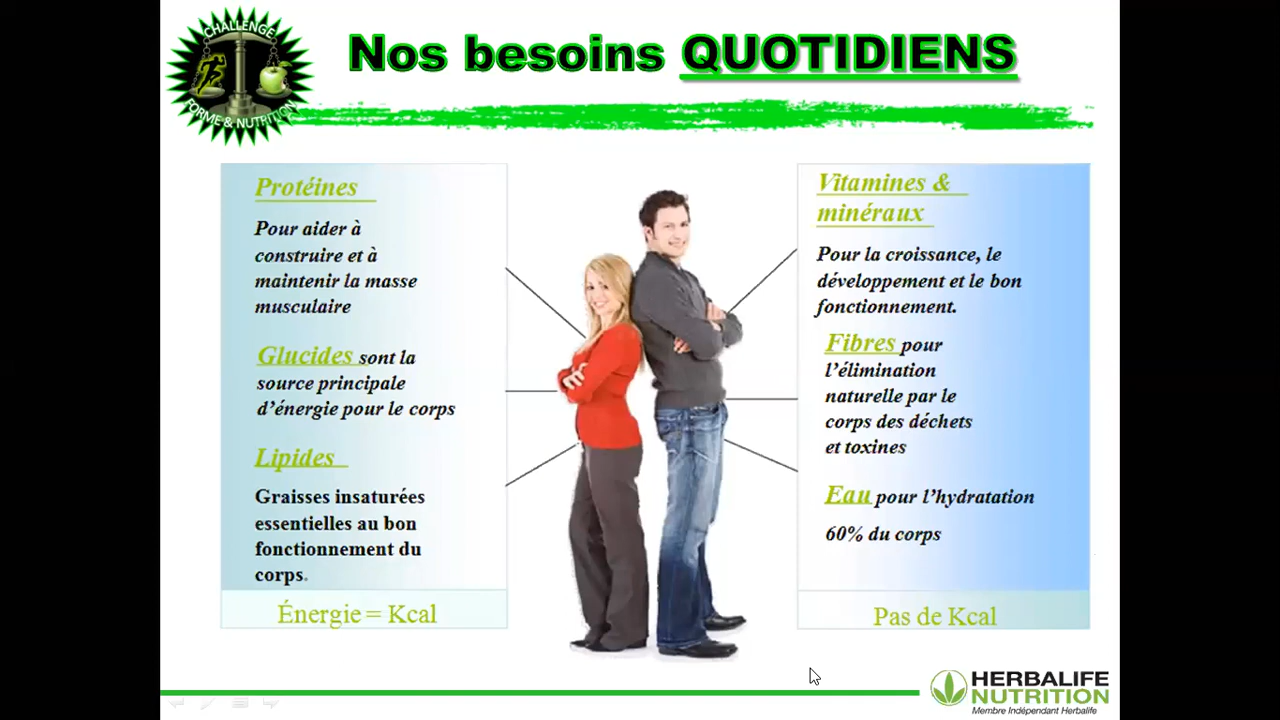 CHALLENGE
FORME & NUTRITION
Nos besoins QUOTIDIENS
Protéines
Pour aider à
construire et à
maintenir la masse
musculaire
Glucides sont la
source principale
d’énergie pour le corps
Lipides
Graisses insaturées
essentielles au bon
fonctionnement du
corps.
Énergie = Kcal
Vitamines &
minéraux
Pour la croissance, le
développement et le bon
fonctionnement.
Fibres pour
l’élimination
naturelle par le
corps des déchets
et toxines
Eau pour l’hydratation
60% du corps
Pas de Kcal
HERBALIFE
NUTRITION
Membre Indépendant Herbalife